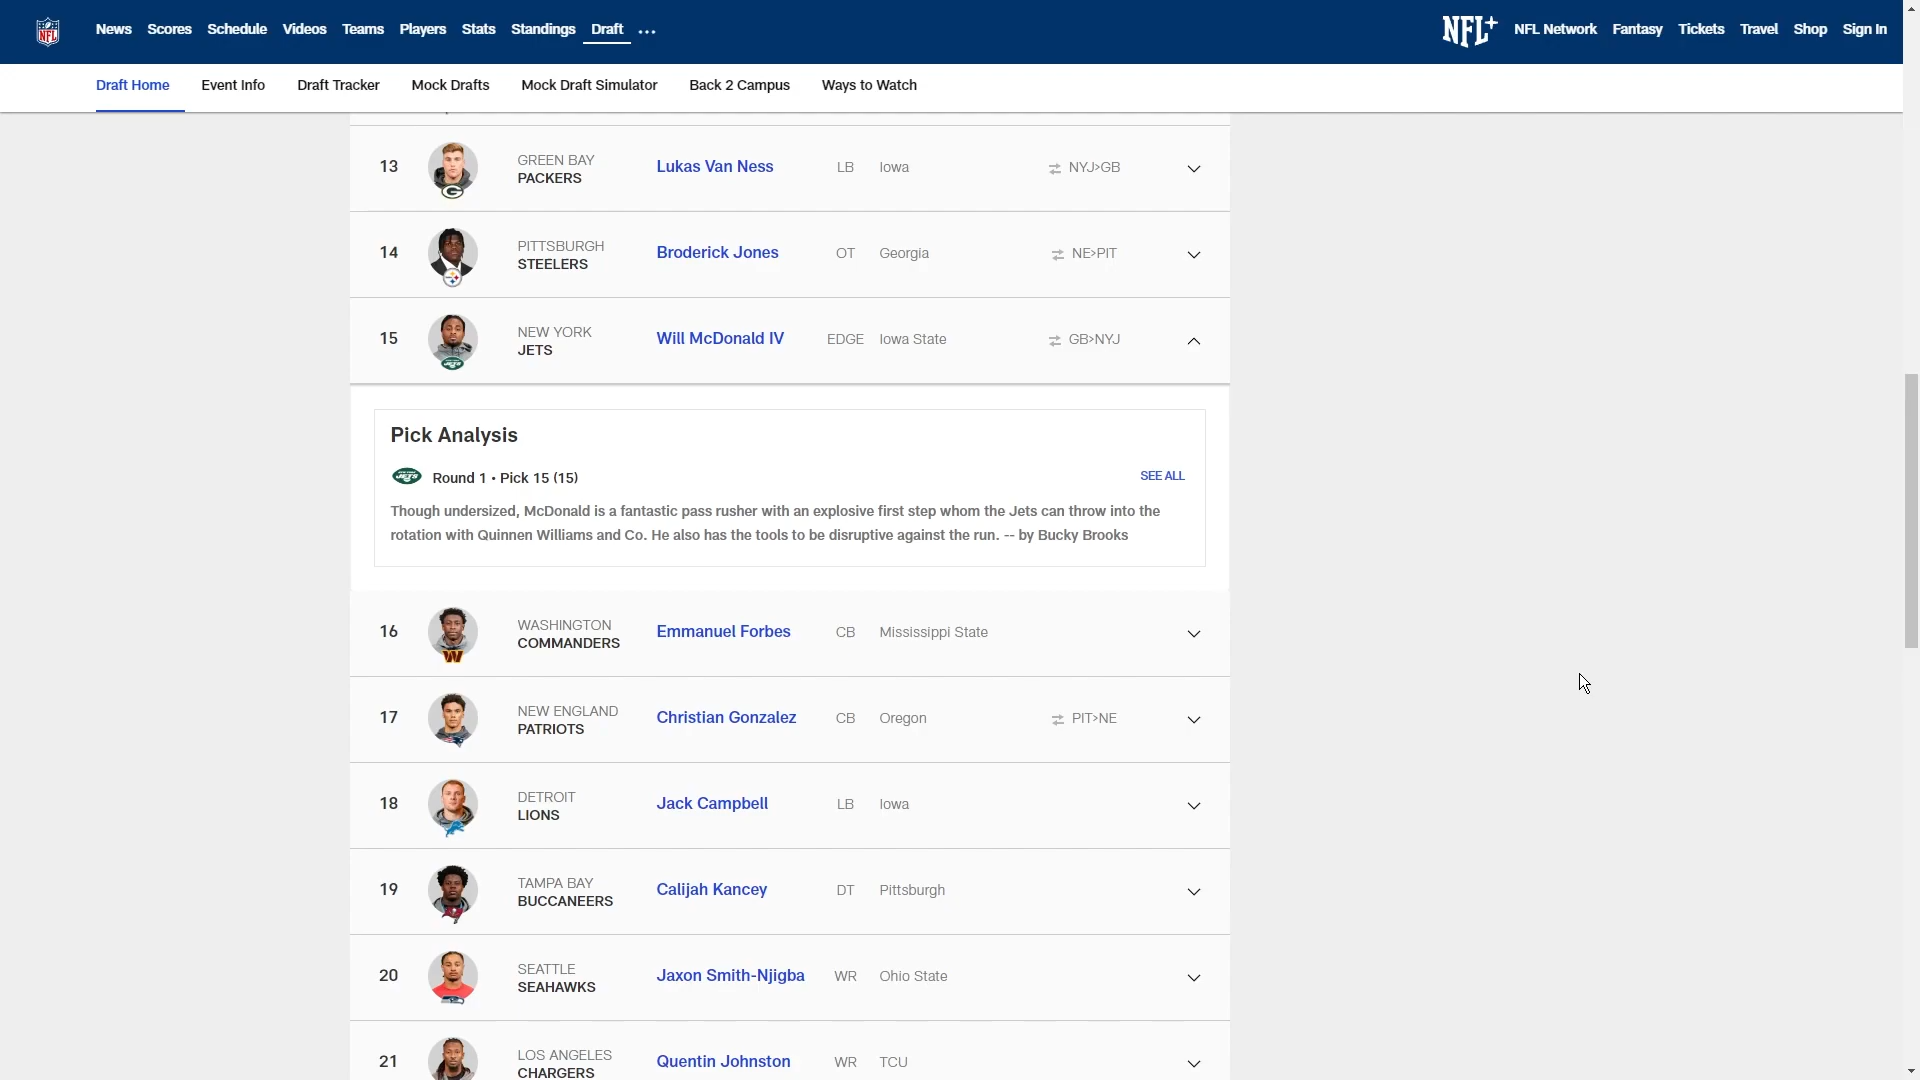 NFL
News Scores Schedule Videos Teams Players Stats Standings Draft ...
NFL+ NFL Network Fantasy Tickets Travel Shop Sign In
Draft Home Event Info Draft Tracker Mock Drafts Mock Draft Simulator Back 2 Campus Ways to Watch
13 GREEN BAY PACKERS Lukas Van Ness LB Iowa NYJ>GB
14 PITTSBURGH STEELERS Broderick Jones OT Georgia NE>PIT
15 NEW YORK JETS Will McDonald IV EDGE Iowa State GB>NYJ
Pick Analysis
JETS Round 1 • Pick 15 (15) SEE ALL
Though undersized, McDonald is a fantastic pass rusher with an explosive first step whom the Jets can throw into the
rotation with Quinnen Williams and Co. He also has the tools to be disruptive against the run. -- by Bucky Brooks
16 WASHINGTON COMMANDERS Emmanuel Forbes CB Mississippi State
17 NEW ENGLAND PATRIOTS Christian Gonzalez CB Oregon PIT>NE
18 DETROIT LIONS Jack Campbell LB Iowa
19 TAMPA BAY BUCCANEERS Calijah Kancey DT Pittsburgh
20 SEATTLE SEAHAWKS Jaxon Smith-Njigba WR Ohio State
21 LOS ANGELES CHARGERS Quentin Johnston WR TCU